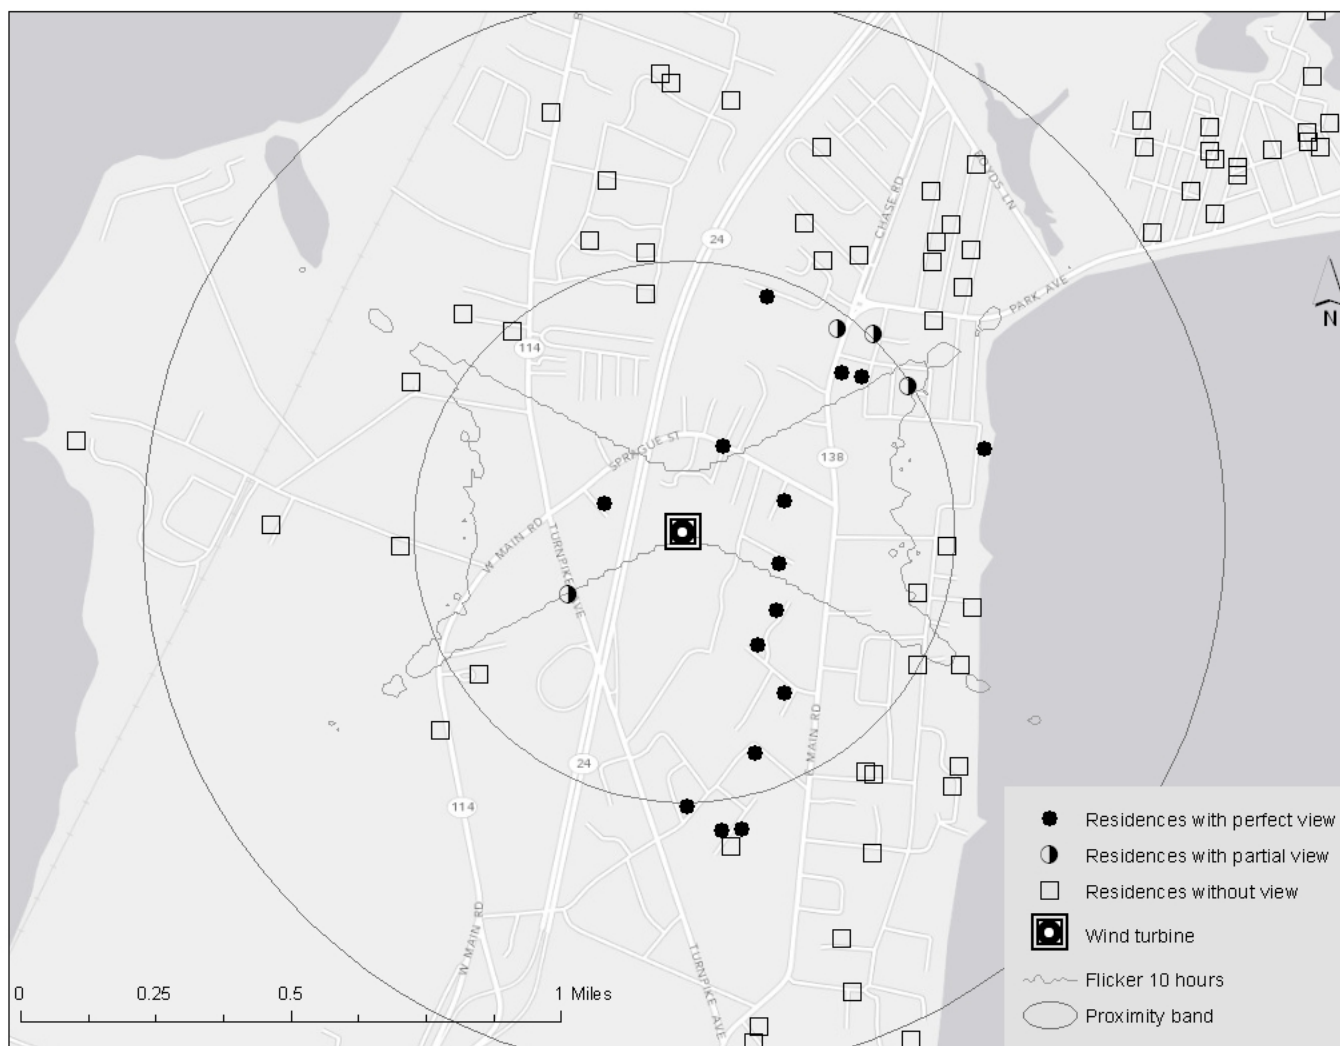 24
CHASE RD
BOYDS LN
PARK AVE
N
114
SPRAGUE ST
138
W MAIN RD
TURNPIKE AVE
E MAIN RD
24
114
W MAIN RD
TURNPIKE AVE
0 0.25 0.5 1 Miles
Residences with perfect view
Residences with partial view
Residences without view
Wind turbine
Flicker 10 hours
Proximity band